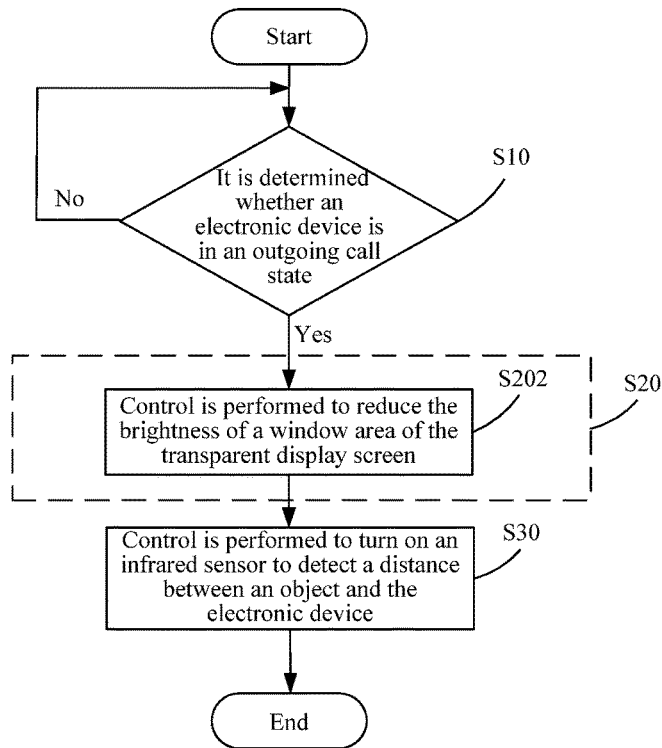 Start
S10
It is determined
whether an
electronic device is
in an outgoing call
state
No
Yes
S202
S20
Control is performed to reduce the
brightness of a window area of the
transparent display screen
S30
Control is performed to turn on an
infrared sensor to detect a distance
between an object and the
electronic device
End